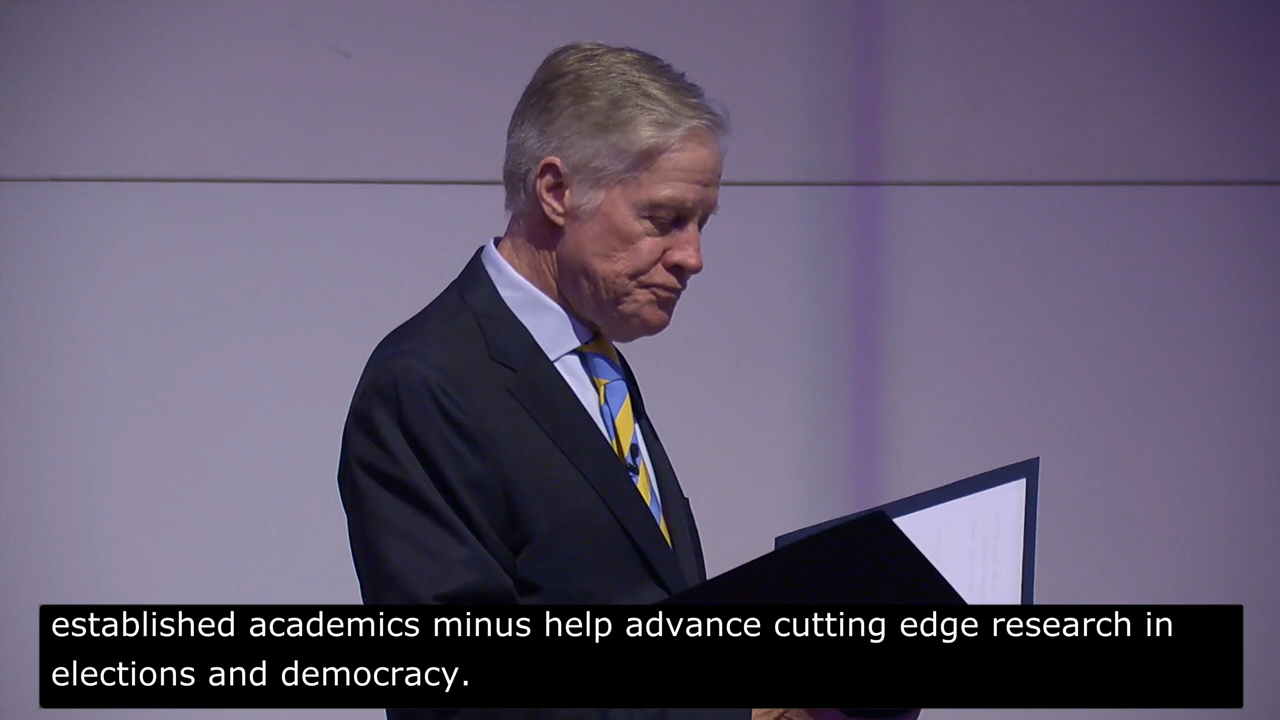 established academics minus help advance cutting edge research in
elections and democracy.